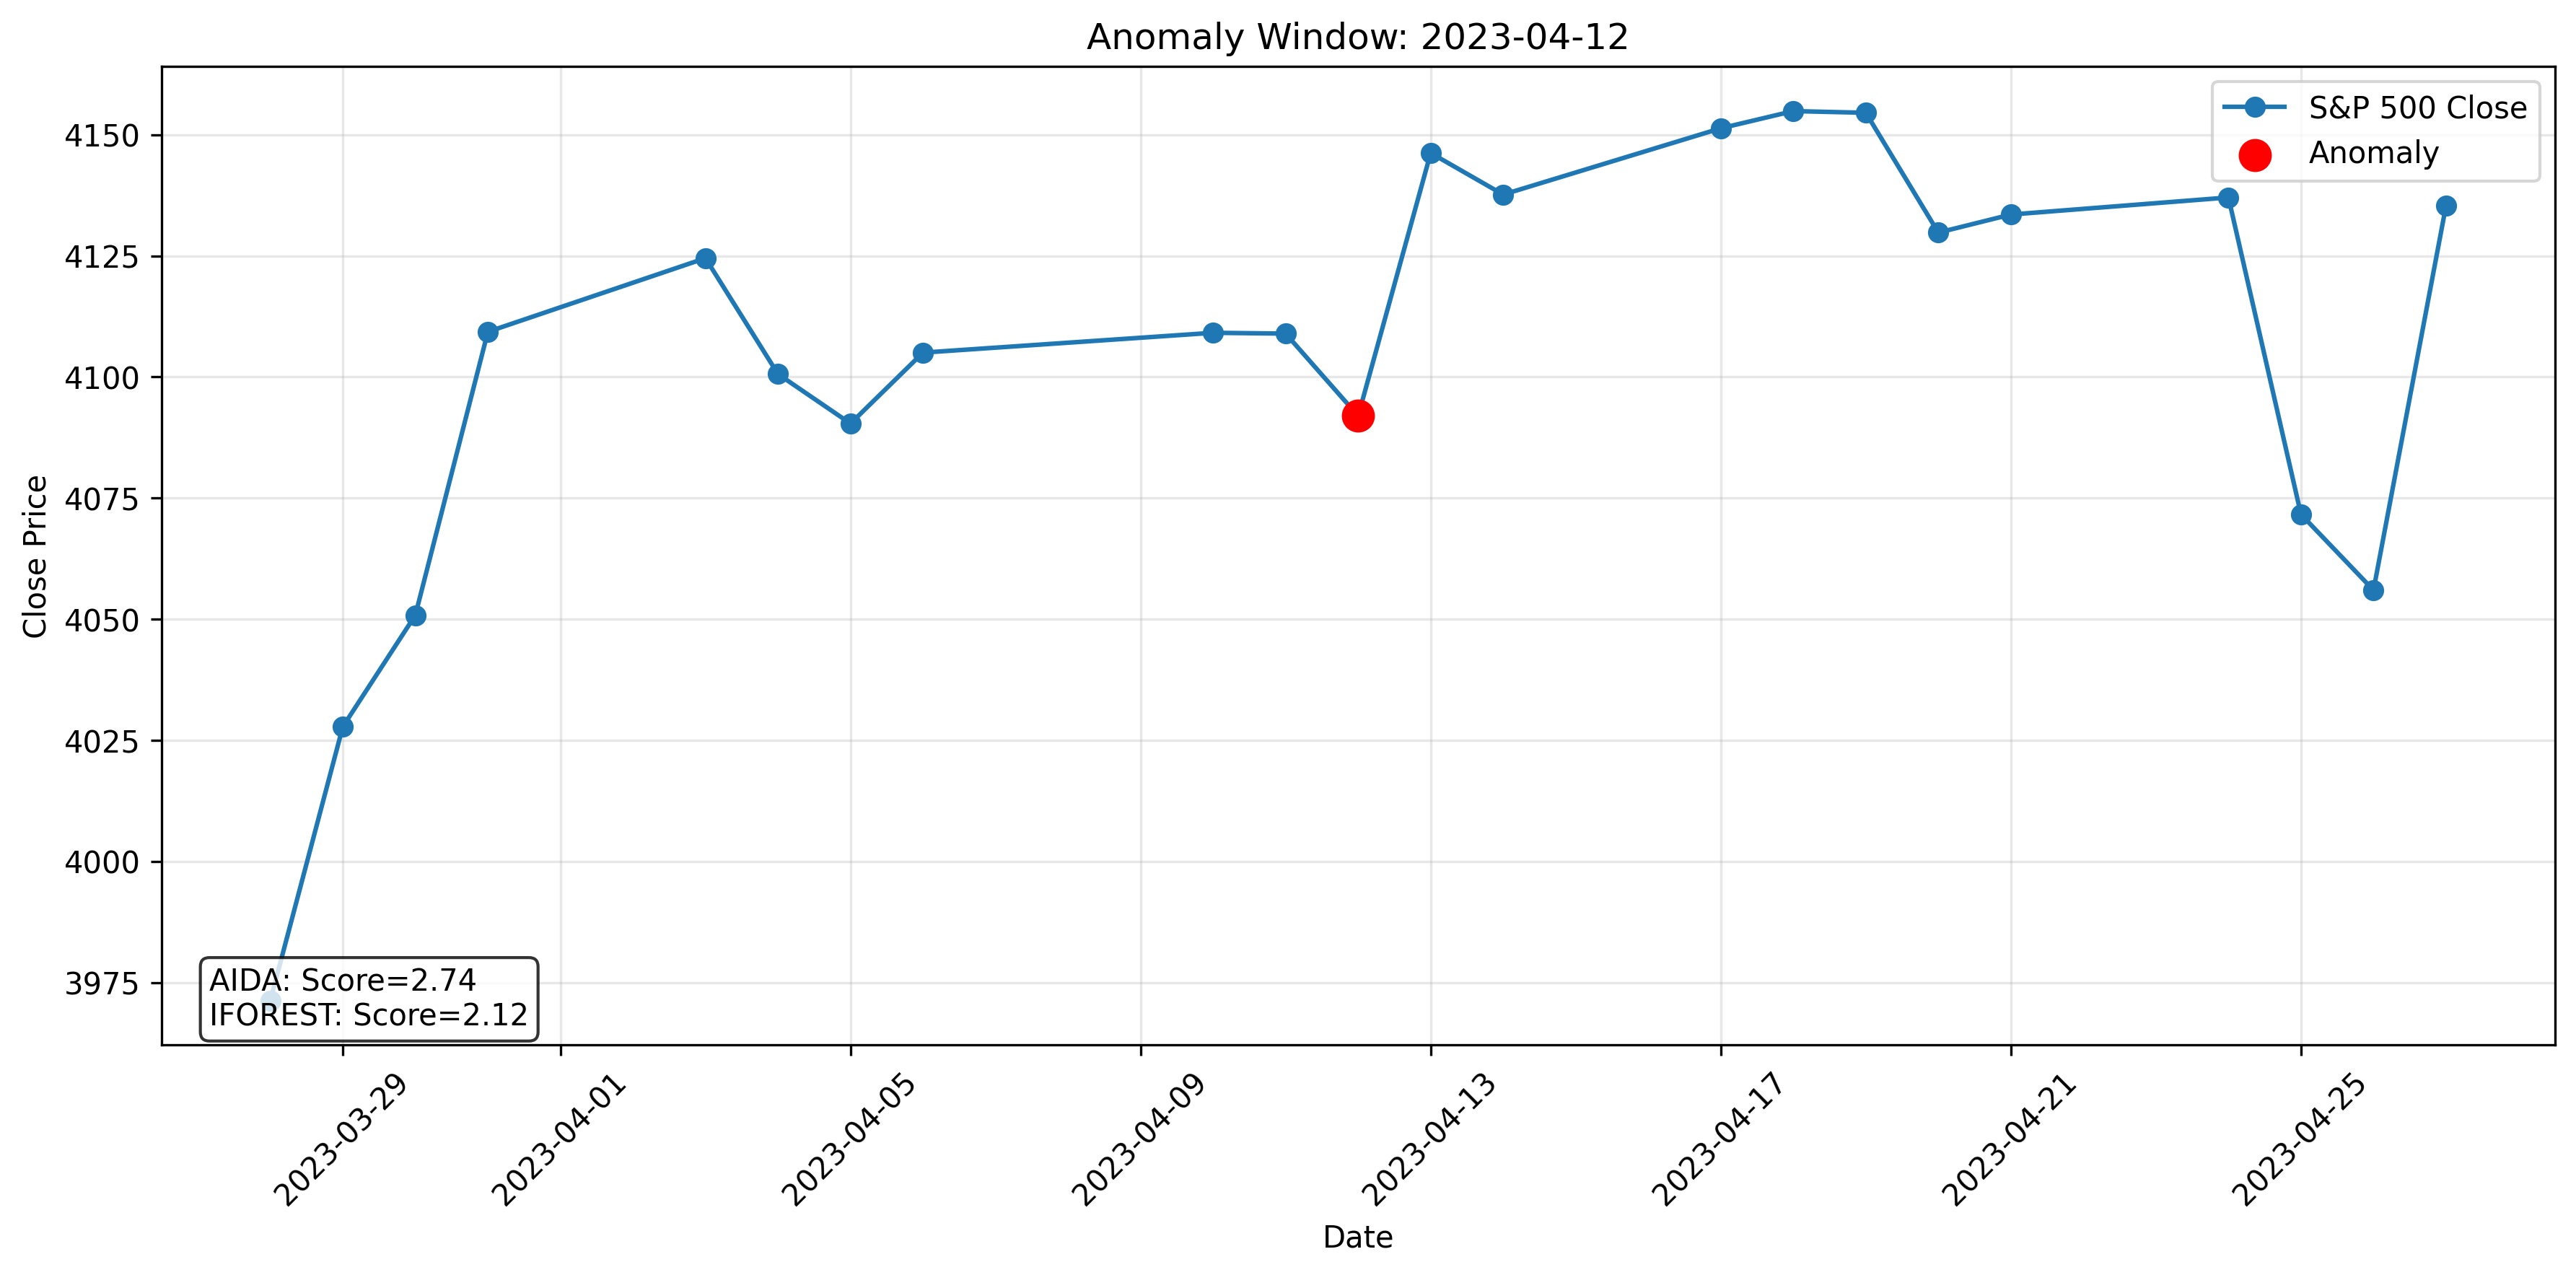 Anomaly Window: 2023-04-12
S&P 500 Close
Anomaly
Close Price
4150
4125
4100
4075
4050
4025
4000
3975
AIDA: Score=2.74
IFOREST: Score=2.12
2023-03-29
2023-04-01
2023-04-05
2023-04-09
2023-04-13
2023-04-17
2023-04-21
2023-04-25
Date